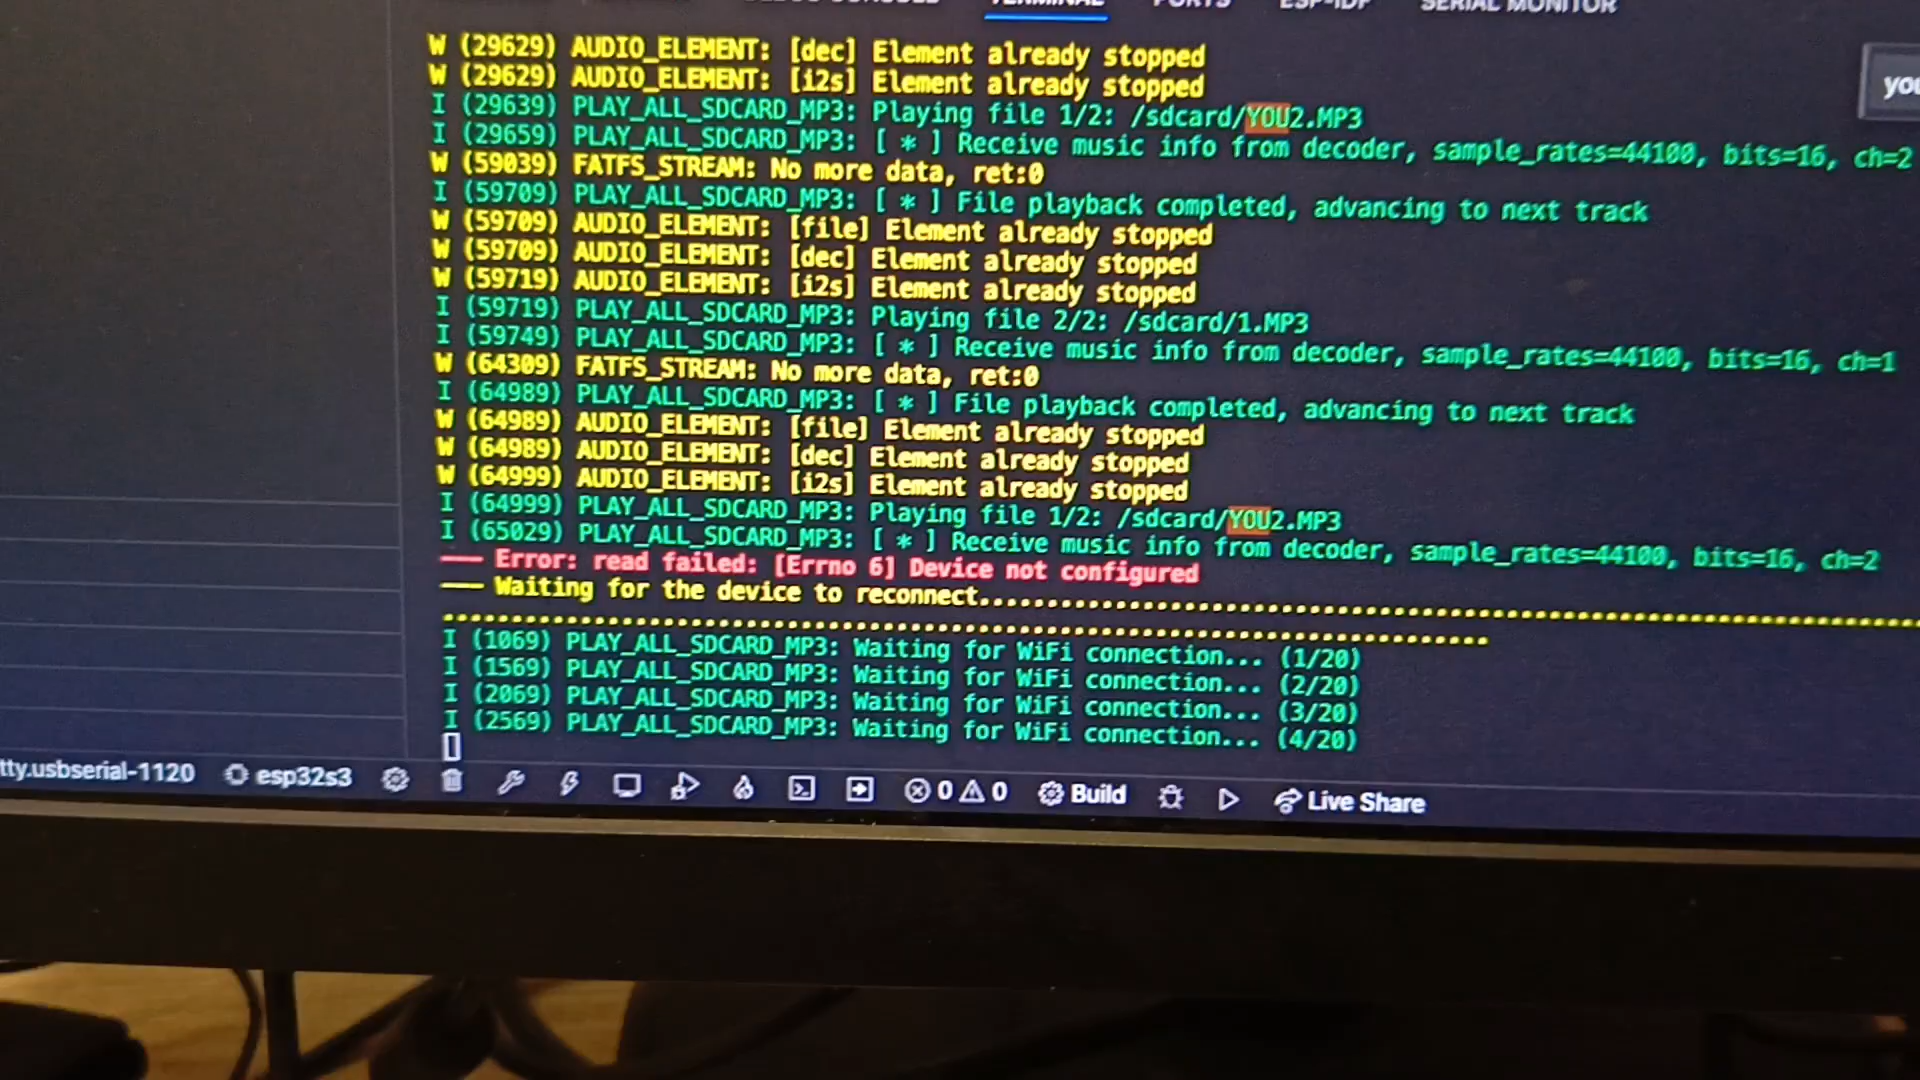 TERMINAL PORTS ESP-IDF SERIAL MONITOR
W (29629) AUDIO_ELEMENT: [dec] Element already stopped
W (29629) AUDIO_ELEMENT: [i2s] Element already stopped
I (29639) PLAY_ALL_SDCARD_MP3: Playing file 1/2: /sdcard/YOU2.MP3
I (29659) PLAY_ALL_SDCARD_MP3: [ * ] Receive music info from decoder, sample_rates=44100, bits=16, ch=2
W (59039) FATFS_STREAM: No more data, ret:0
I (59709) PLAY_ALL_SDCARD_MP3: [ * ] File playback completed, advancing to next track
W (59709) AUDIO_ELEMENT: [file] Element already stopped
W (59709) AUDIO_ELEMENT: [dec] Element already stopped
W (59719) AUDIO_ELEMENT: [i2s] Element already stopped
I (59719) PLAY_ALL_SDCARD_MP3: Playing file 2/2: /sdcard/1.MP3
I (59749) PLAY_ALL_SDCARD_MP3: [ * ] Receive music info from decoder, sample_rates=44100, bits=16, ch=1
W (64309) FATFS_STREAM: No more data, ret:0
I (64989) PLAY_ALL_SDCARD_MP3: [ * ] File playback completed, advancing to next track
W (64989) AUDIO_ELEMENT: [file] Element already stopped
W (64989) AUDIO_ELEMENT: [dec] Element already stopped
W (64999) AUDIO_ELEMENT: [i2s] Element already stopped
I (64999) PLAY_ALL_SDCARD_MP3: Playing file 1/2: /sdcard/YOU2.MP3
I (65029) PLAY_ALL_SDCARD_MP3: [ * ] Receive music info from decoder, sample_rates=44100, bits=16, ch=2
--- Error: read failed: [Errno 6] Device not configured
--- Waiting for the device to reconnect................................................
I (1069) PLAY_ALL_SDCARD_MP3: Waiting for WiFi connection... (1/20)
I (1569) PLAY_ALL_SDCARD_MP3: Waiting for WiFi connection... (2/20)
I (2069) PLAY_ALL_SDCARD_MP3: Waiting for WiFi connection... (3/20)
I (2569) PLAY_ALL_SDCARD_MP3: Waiting for WiFi connection... (4/20)
tty.usbserial-1120 esp32s3 0 0 Build Live Share